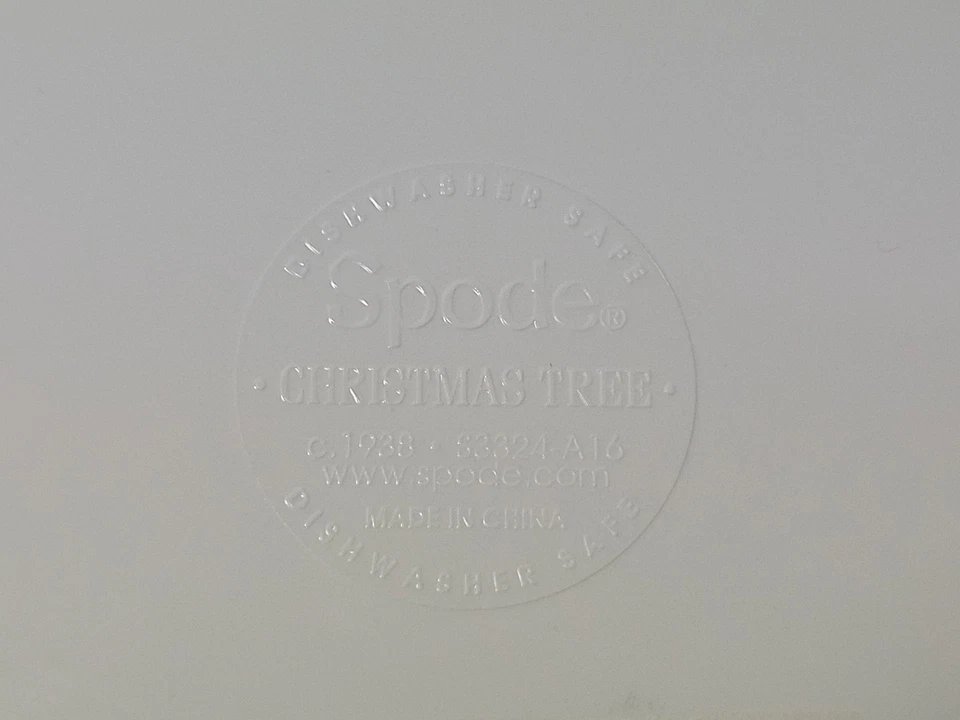 DISHWASHER SAFE
Spode®
· CHRISTMAS TREE ·
c.1938 · S3324-A16
www.spode.com
MADE IN CHINA
DISHWASHER SAFE